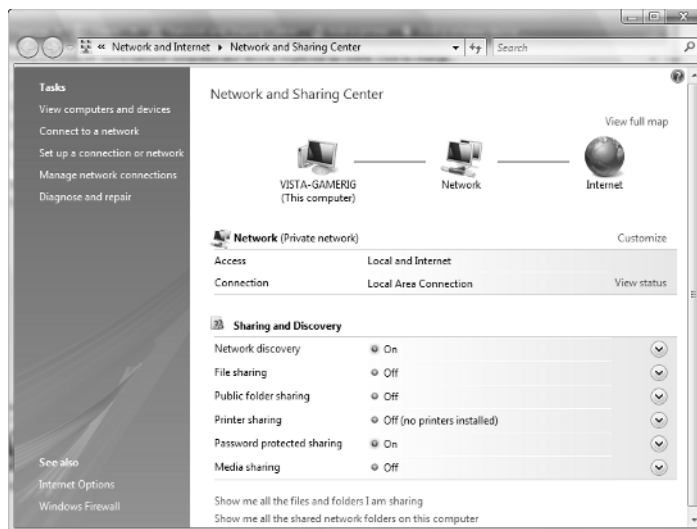 « Network and Internet ▸ Network and Sharing Center Search
Tasks
View computers and devices
Connect to a network
Set up a connection or network
Manage network connections
Diagnose and repair
See also
Internet Options
Windows Firewall
Network and Sharing Center
View full map
VISTA-GAMERIG
(This computer)
Network
Internet
Network (Private network) Customize
Access Local and Internet
Connection Local Area Connection View status
Sharing and Discovery
Network discovery On
File sharing Off
Public folder sharing Off
Printer sharing Off (no printers installed)
Password protected sharing On
Media sharing Off
Show me all the files and folders I am sharing
Show me all the shared network folders on this computer